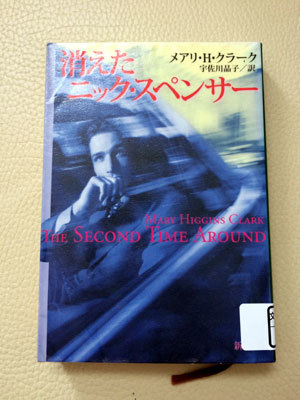 消えた
ニック・スペンサー
メアリ・H・クラーク
宇佐川晶子／訳
MARY HIGGINS CLARK
THE SECOND TIME AROUND
新